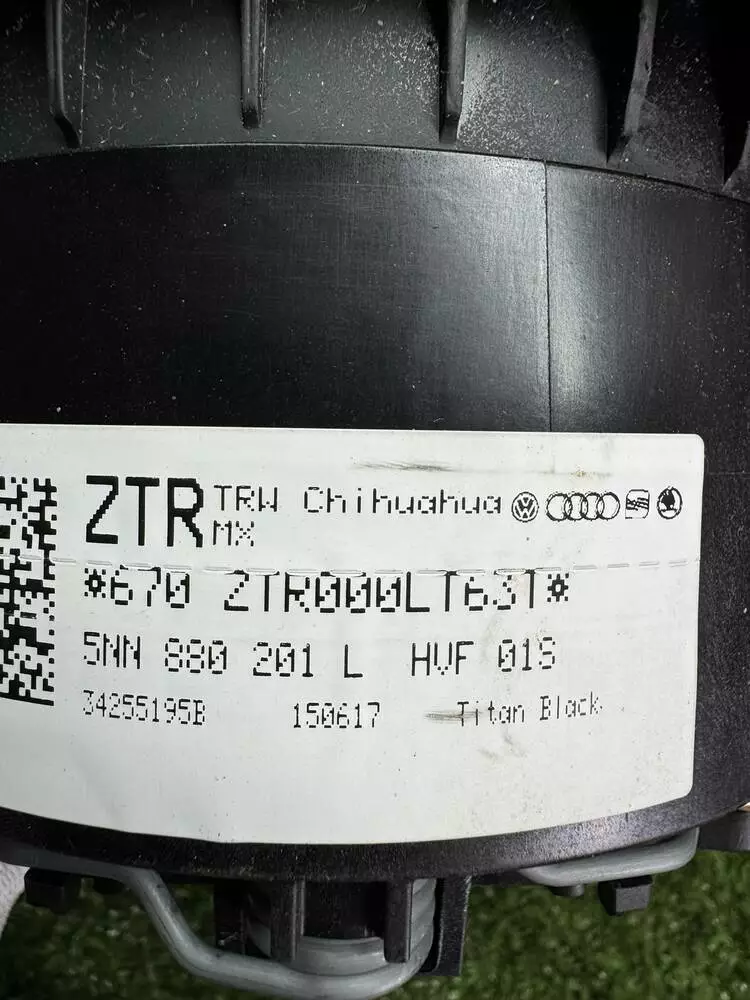 ZTR TRW Chihuahua
MX
*670 ZTR000LT63T*
5NN 880 201 L HVF 01S
34255195B 150617 Titan Black